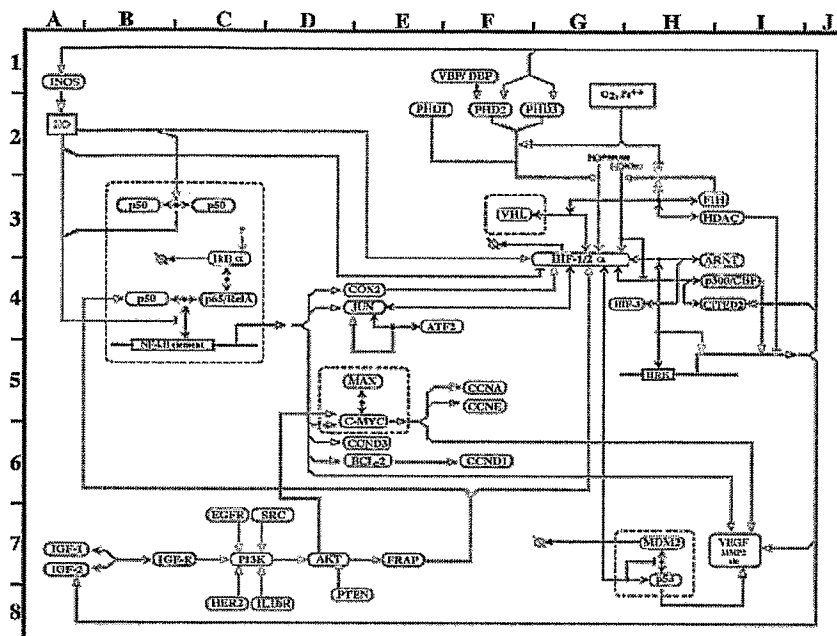 A B C D E F G H I J
1
INOS
VBP/ DBP
2
NO
PHD1
PHD2
PHD3
3
p50
p50
VHL
FIH
HDAC
IkB α
HIF-1/2 α
ARNT
4
p50
p65/RelA
COX2
JUN
ATF2
HIF-3
p300/CBP
CITED2
NF-kB element
5
MAX
C-MYC
CCNA
CCNE
HRE
6
CCND3
BCL-2
CCND1
7
EGFR
SRC
IGF-1
IGF-2
IGF-R
PI3K
AKT
FRAP
MDM2
p53
VEGF
MMP2
etc
8
HER2
PTEN